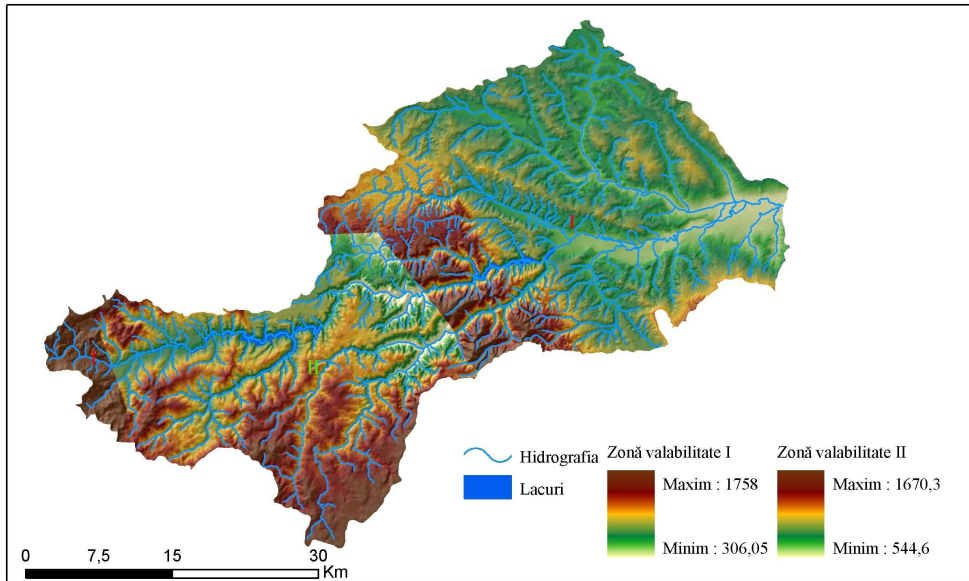 I
I
II
Hidrografia
Lacuri
Zonă valabilitate I
Maxim : 1758
Minim : 306,05
Zonă valabilitate II
Maxim : 1670,3
Minim : 544,6
0 7,5 15 30
Km